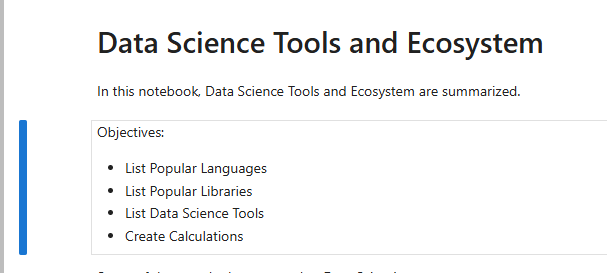 Data Science Tools and Ecosystem
In this notebook, Data Science Tools and Ecosystem are summarized.
Objectives:
List Popular Languages
List Popular Libraries
List Data Science Tools
Create Calculations